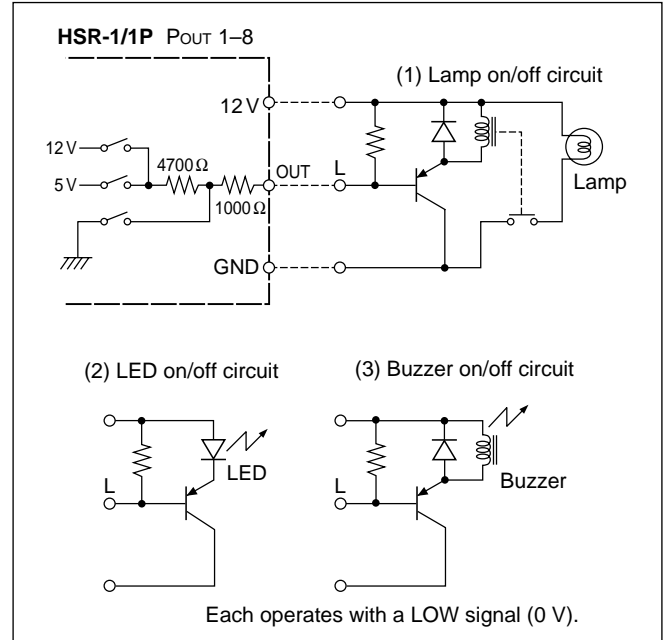 HSR-1/1P POUT 1–8
(1) Lamp on/off circuit
12 V
12 V
4700 Ω
5 V
OUT
L
1000 Ω
Lamp
GND
(2) LED on/off circuit
(3) Buzzer on/off circuit
LED
L
Buzzer
L
Each operates with a LOW signal (0 V).